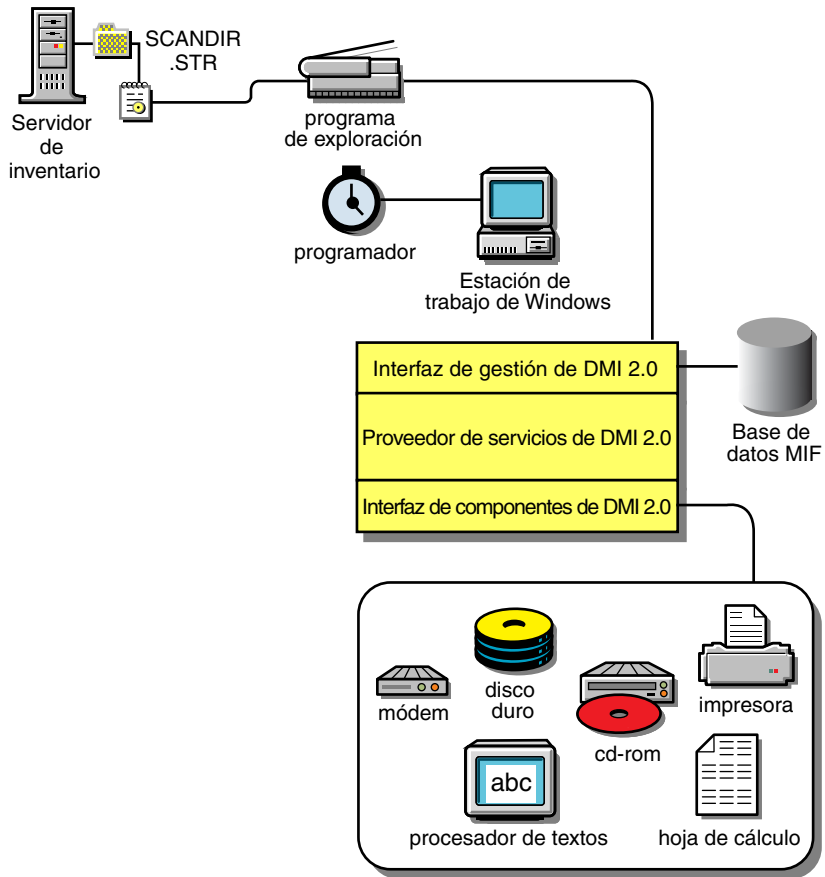 SCANDIR
.STR
Servidor
de
inventario
programa
de exploración
programador
Estación de
trabajo de Windows
Interfaz de gestión de DMI 2.0
Proveedor de servicios de DMI 2.0
Interfaz de componentes de DMI 2.0
Base de
datos MIF
módem
disco
duro
cd-rom
impresora
abc
procesador de textos
hoja de cálculo